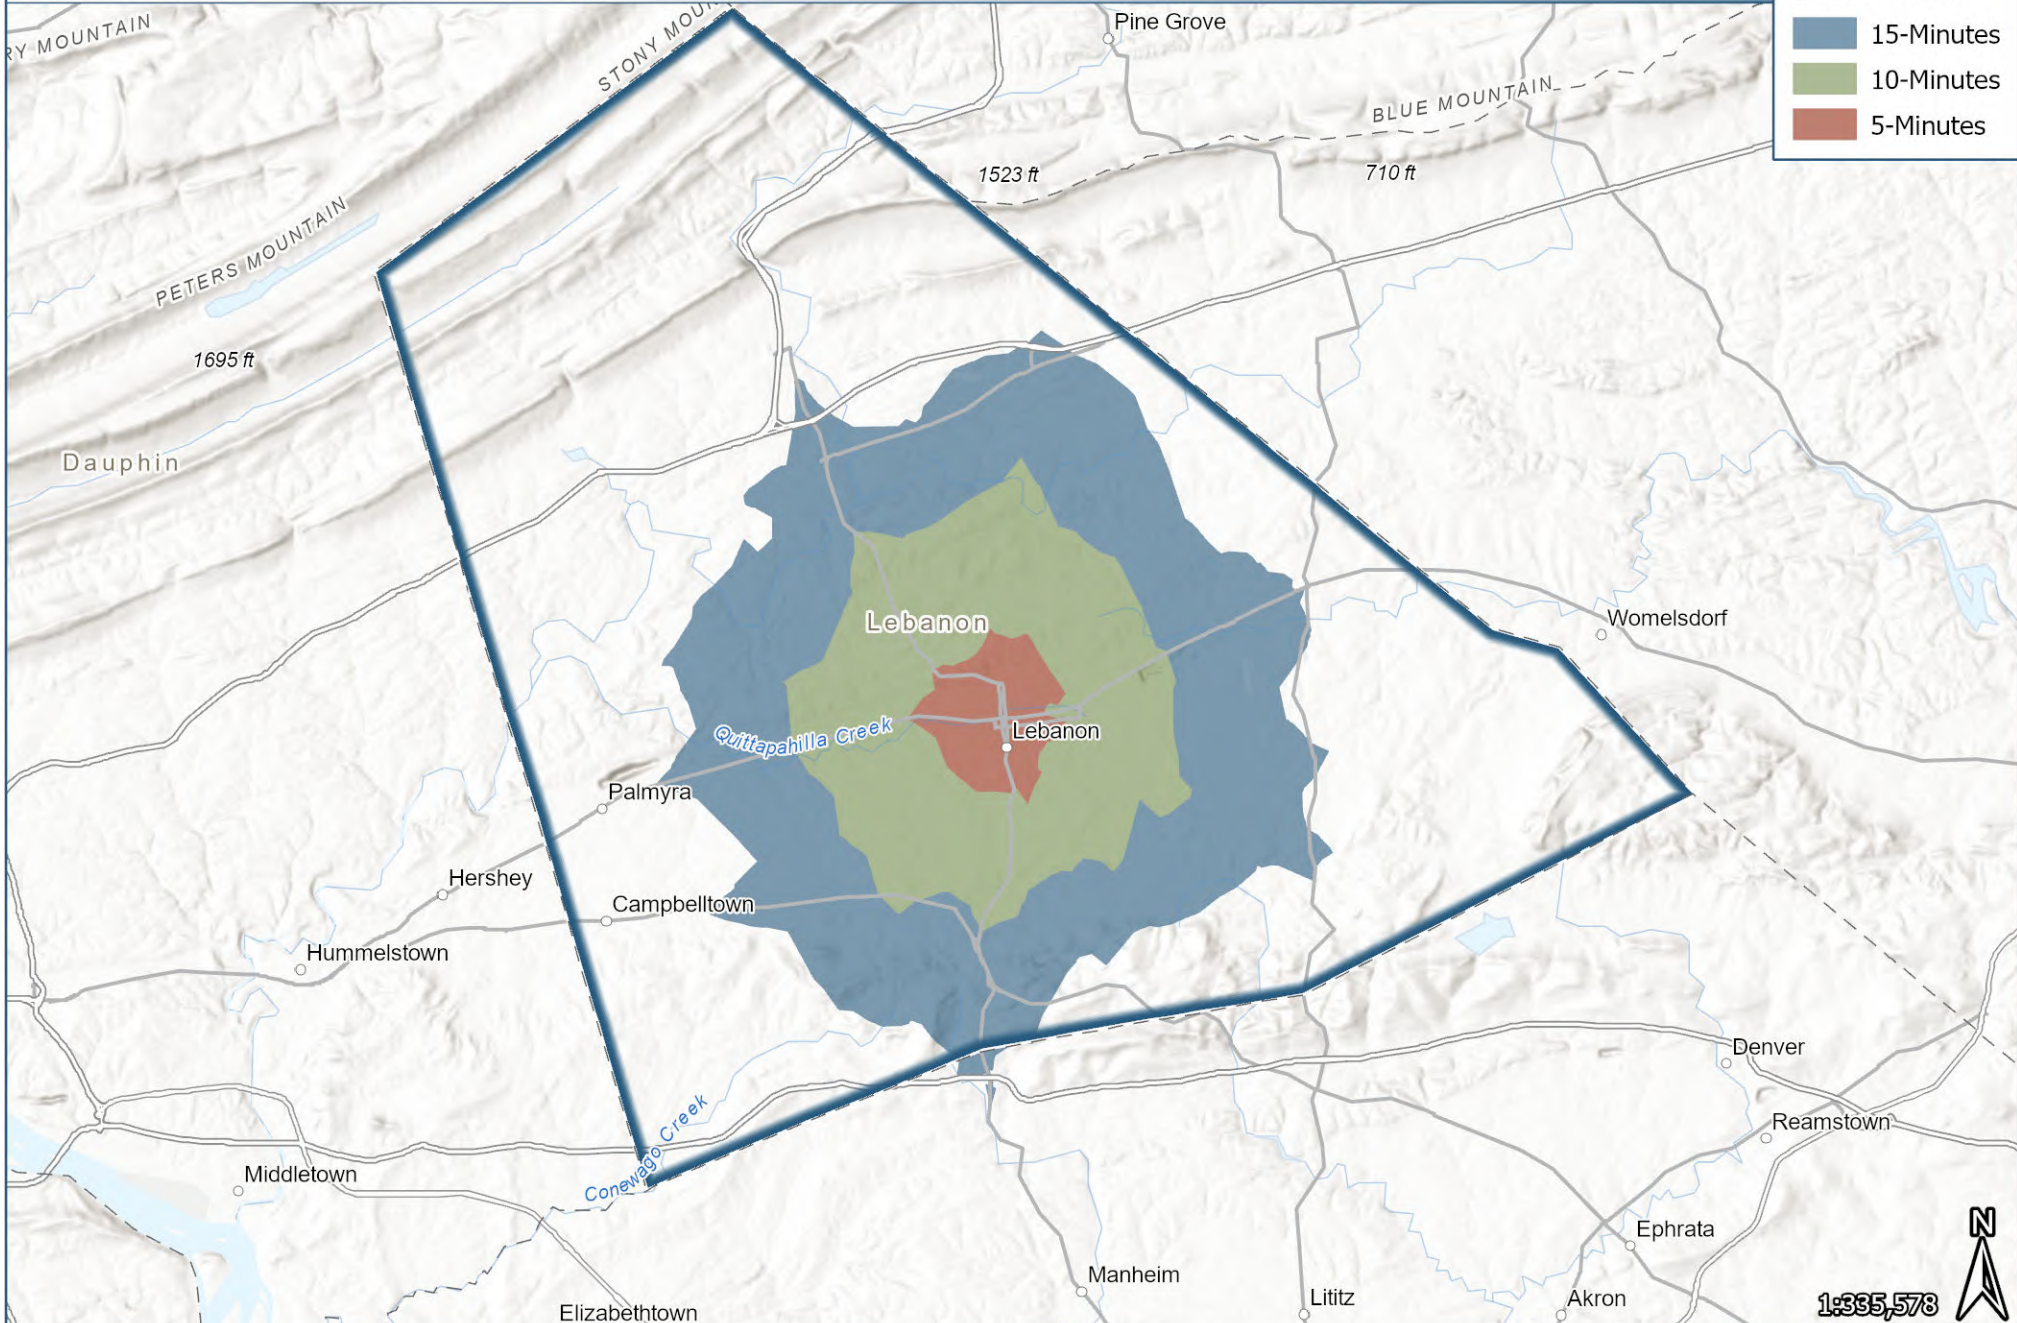 RY MOUNTAIN
STONY MOUN
Pine Grove
15-Minutes
10-Minutes
5-Minutes
BLUE MOUNTAIN
1523 ft
710 ft
PETERS MOUNTAIN
1695 ft
Dauphin
Lebanon
Womelsdorf
Quittapahilla Creek
Lebanon
Palmyra
Hershey
Campbelltown
Hummelstown
Denver
Conewago Creek
Reamstown
Middletown
Ephrata
N
Manheim
Lititz
Akron
1:335,578
Elizabethtown